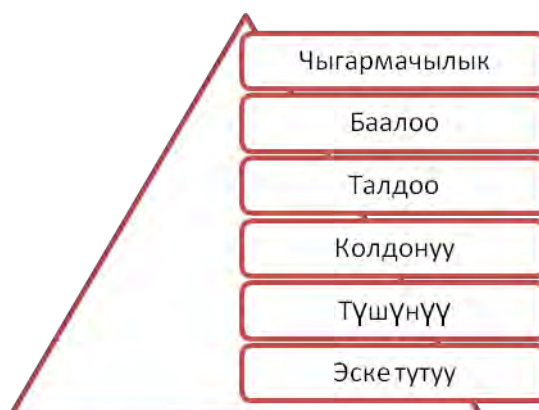 Чыгармачылык
Баалоо
Талдоо
Колдонуу
Түшүнүү
Эске тутуу